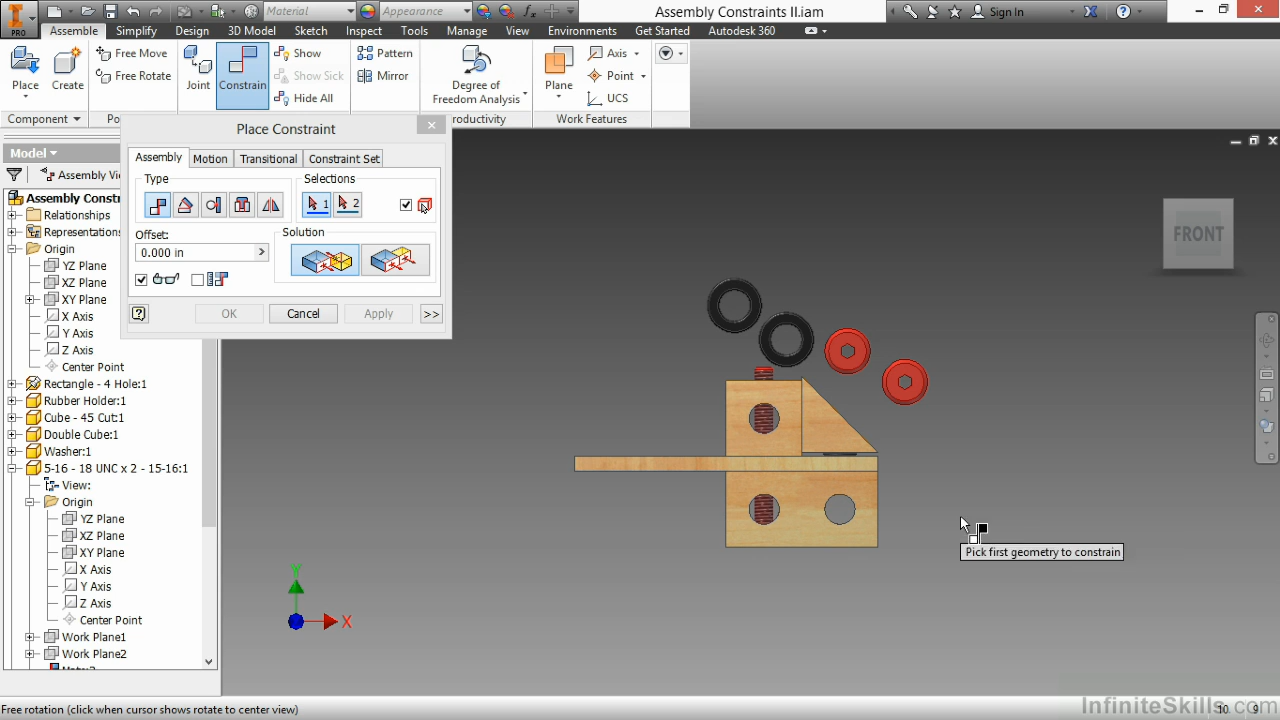 Material
Appearance
Assembly Constraints II.iam
Sign In
PRO
Assemble Simplify Design 3D Model Sketch Inspect Tools Manage View Environments Get Started Autodesk 360
Place
Create
Free Move
Free Rotate
Joint
Constrain
Show
Show Sick
Hide All
Pattern
Mirror
Degree of
Freedom Analysis
Plane
Axis
Point
UCS
Component
Po
roductivity
Work Features
Place Constraint
Assembly Motion Transitional Constraint Set
Type
Selections
1
2
Offset:
0.000 in
Solution
OK
Cancel
Apply
>>
Model
Assembly Vi
Assembly Constr
Relationships
Representations
Origin
YZ Plane
XZ Plane
XY Plane
X Axis
Y Axis
Z Axis
Center Point
Rectangle - 4 Hole:1
Rubber Holder:1
Cube - 45 Cut:1
Double Cube:1
Washer:1
5-16 - 18 UNC x 2 - 15-16:1
View:
Origin
YZ Plane
XZ Plane
XY Plane
X Axis
Y Axis
Z Axis
Center Point
Work Plane1
Work Plane2
FRONT
Pick first geometry to constrain
Y
X
Free rotation (click when cursor shows rotate to center view)
10 9
InfiniteSkills.com